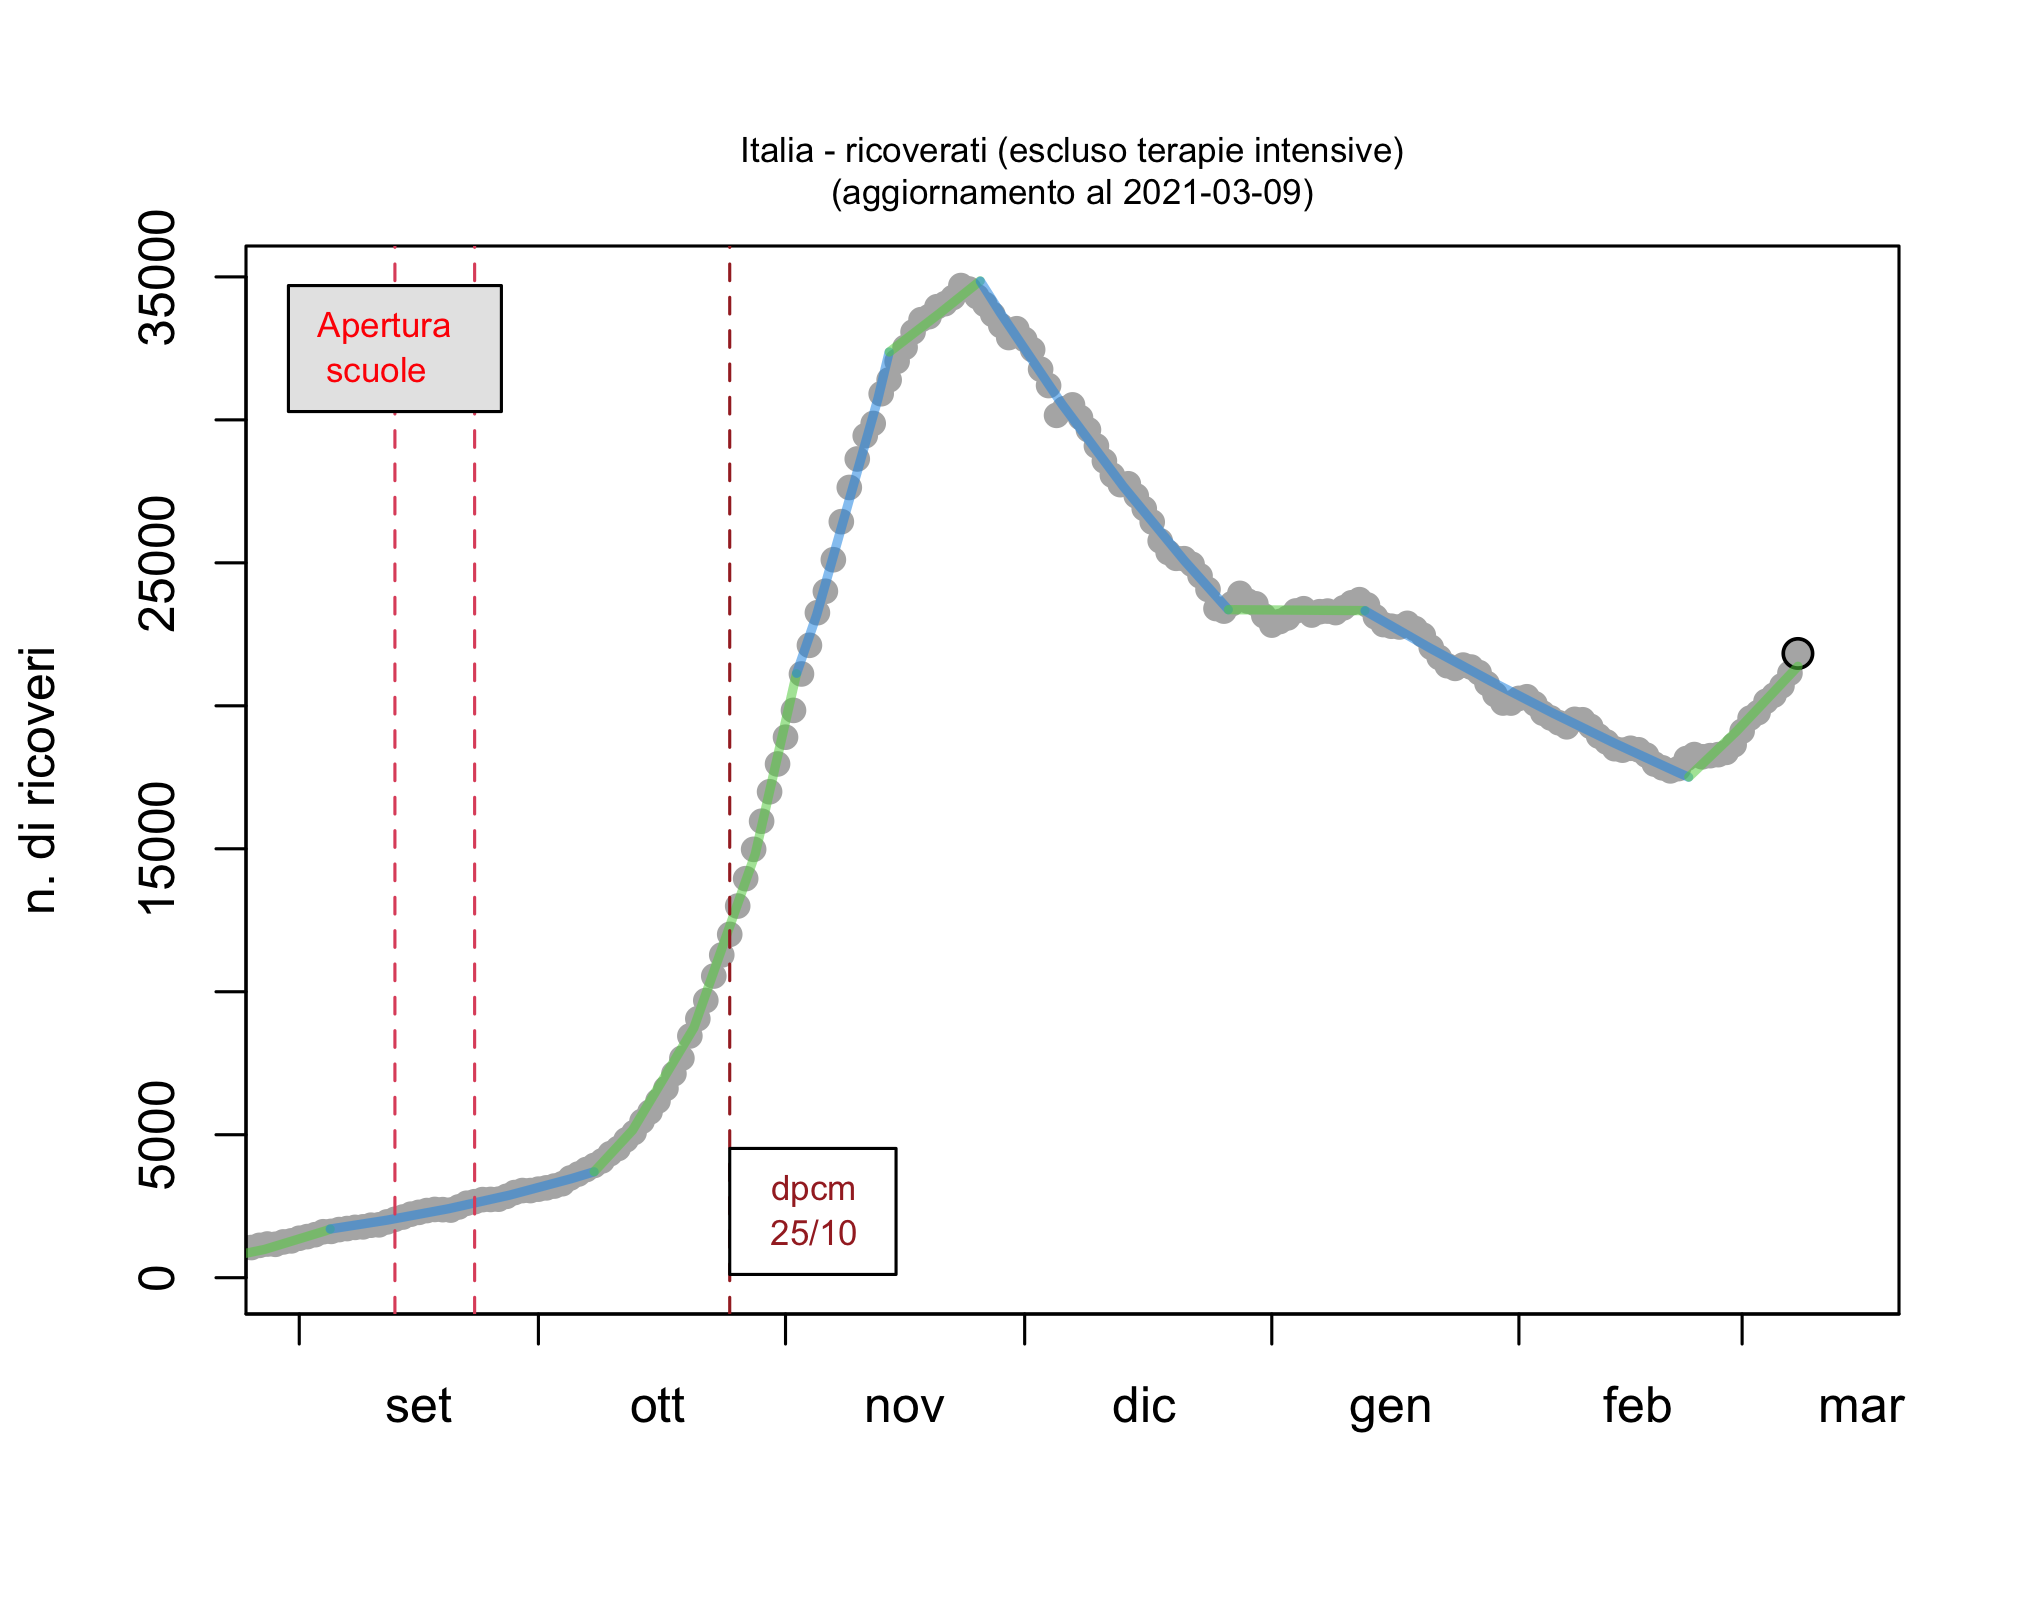 Italia - ricoverati (escluso terapie intensive)
(aggiornamento al 2021-03-09)
n. di ricoveri
35000
25000
15000
5000
0
Apertura
scuole
dpcm
25/10
set ott nov dic gen feb mar